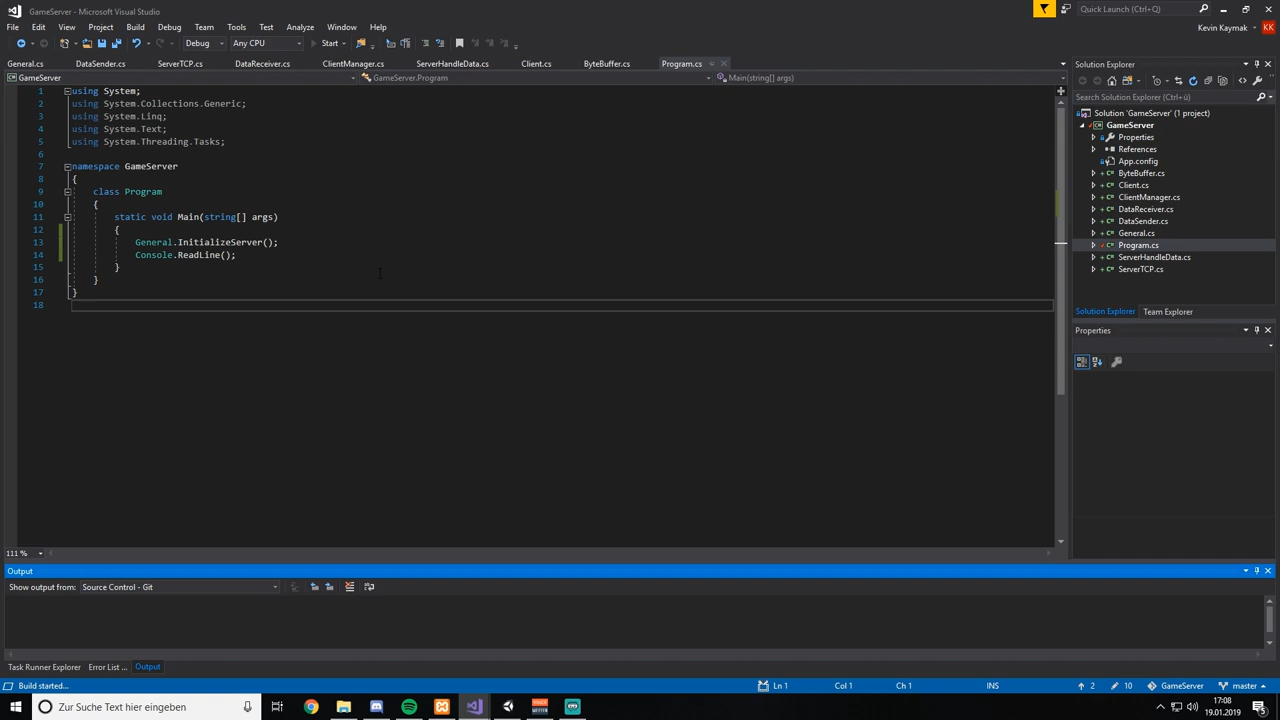 GameServer - Microsoft Visual Studio
Quick Launch (Ctrl+Q)
File Edit View Project Build Debug Team Tools Test Analyze Window Help
Kevin Kaymak KK
Debug Any CPU Start
General.cs DataSender.cs ServerTCP.cs DataReceiver.cs ClientManager.cs ServerHandleData.cs Client.cs ByteBuffer.cs Program.cs
GameServer GameServer.Program Main(string[] args)
1 using System;
2 using System.Collections.Generic;
3 using System.Linq;
4 using System.Text;
5 using System.Threading.Tasks;
6
7 namespace GameServer
8 {
9 class Program
10 {
11 static void Main(string[] args)
12 {
13 General.InitializeServer();
14 Console.ReadLine();
15 }
16 }
17 }
18
111 %
Solution Explorer
Search Solution Explorer (Ctrl+ü)
Solution 'GameServer' (1 project)
GameServer
Properties
References
App.config
ByteBuffer.cs
Client.cs
ClientManager.cs
DataReceiver.cs
DataSender.cs
General.cs
Program.cs
ServerHandleData.cs
ServerTCP.cs
Solution Explorer Team Explorer
Properties
Output
Show output from: Source Control - Git
Task Runner Explorer Error List ... Output
Build started... Ln 1 Col 1 Ch 1 INS 2 10 GameServer master
Zur Suche Text hier eingeben
17:08
19.01.2019